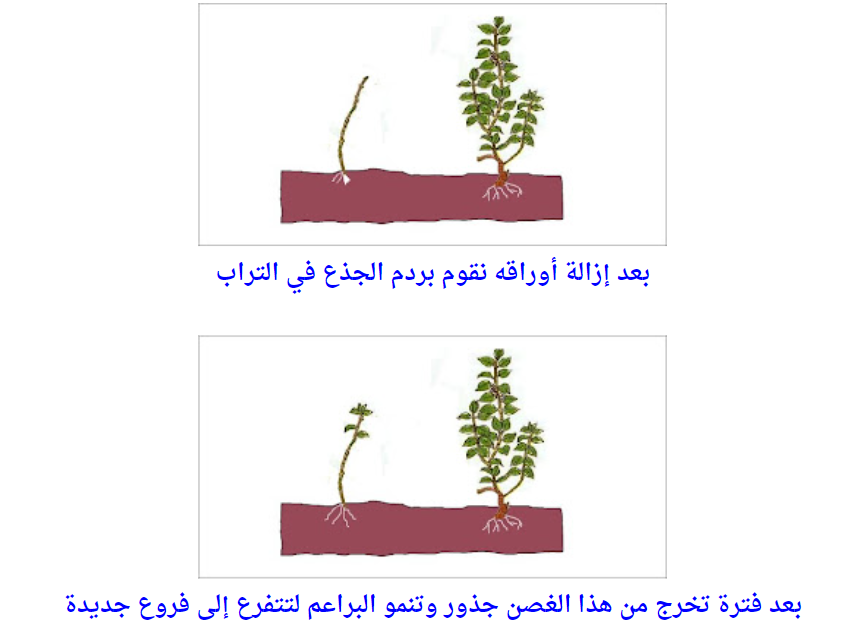 بعد إزالة أوراقه نقوم بردم الجذع في التراب
بعد فترة تخرج من هذا الغصن جذور وتنمو البراعم لتتفرع إلى فروع جديدة